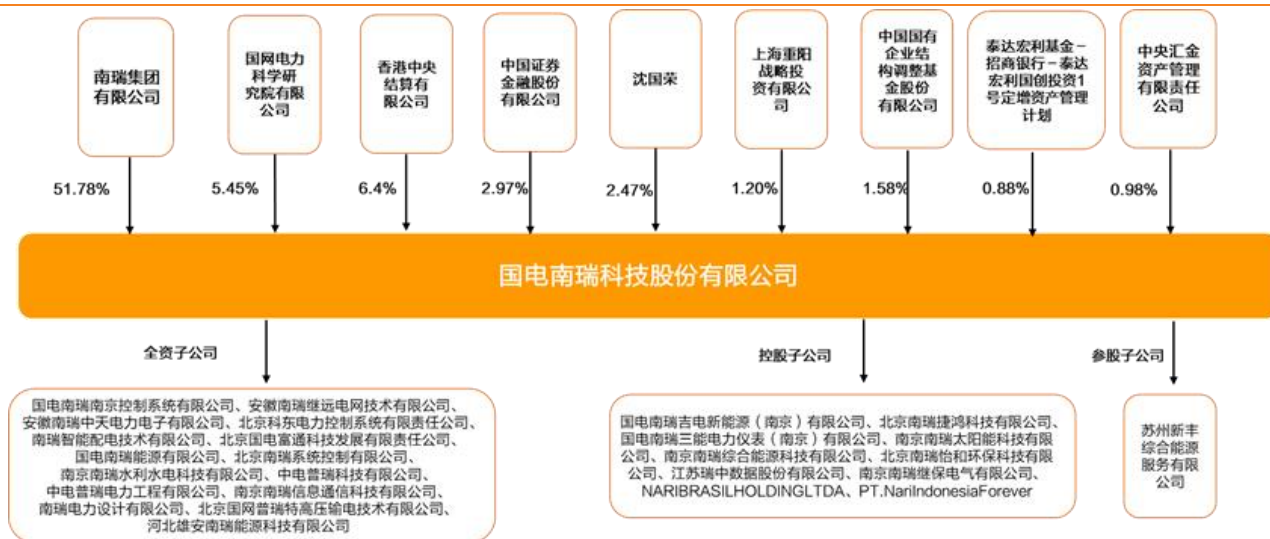 南瑞集团
有限公司
国网电力
科学研
究院有限
公司
香港中央
结算有
限公司
中国证券
金融股份
有限公司
沈国荣
上海重阳
战略投
资有限公
司
中国国有
企业结
构调整基
金股份
有限公司
泰达宏利基金－
招商银行－泰达
宏利国创投资1
号定增资产管理
计划
中央汇金
资产管理
有限责任
公司
51.78%
5.45%
6.4%
2.97%
2.47%
1.20%
1.58%
0.88%
0.98%
国电南瑞科技股份有限公司
全资子公司
控股子公司
参股子公司
国电南瑞南京控制系统有限公司、安徽南瑞继远电网技术有限公司、
安徽南瑞中天电力电子有限公司、北京科东电力控制系统有限责任公司、
南瑞智能配电技术有限公司、北京国电富通科技发展有限责任公司、
国电南瑞能源有限公司、北京南瑞系统控制有限公司、
南京南瑞水利水电科技有限公司、中电普瑞科技有限公司、
中电普瑞电力工程有限公司、南京南瑞信息通信科技有限公司、
南瑞电力设计有限公司、北京国网普瑞特高压输电技术有限公司、
河北雄安南瑞能源科技有限公司
国电南瑞吉电新能源（南京）有限公司、北京南瑞捷鸿科技有限公司、
国电南瑞三能电力仪表（南京）有限公司、南京南瑞太阳能科技有限
公司、南京南瑞综合能源科技有限公司、北京南瑞怡和环保科技有限
公司、江苏瑞中数据股份有限公司、南京南瑞继保电气有限公司、
NARIBRASILHOLDINGLTDA、PT.NariIndonesiaForever
苏州新丰
综合能源
服务有限
公司